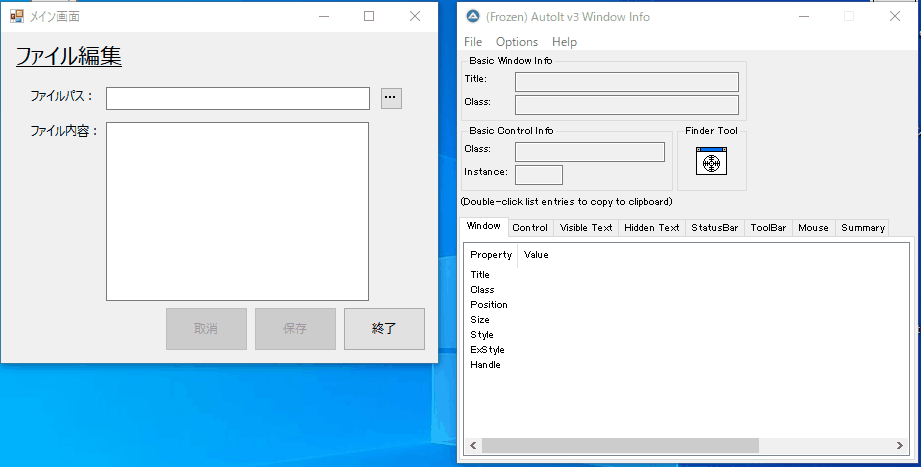 メイン画面
ファイル編集
ファイルパス：
...
ファイル内容：
取消
保存
終了
(Frozen) AutoIt v3 Window Info
File Options Help
Basic Window Info
Title:
Class:
Basic Control Info
Finder Tool
Class:
Instance:
(Double-click list entries to copy to clipboard)
Window Control Visible Text Hidden Text StatusBar ToolBar Mouse Summary
Property Value
Title
Class
Position
Size
Style
ExStyle
Handle